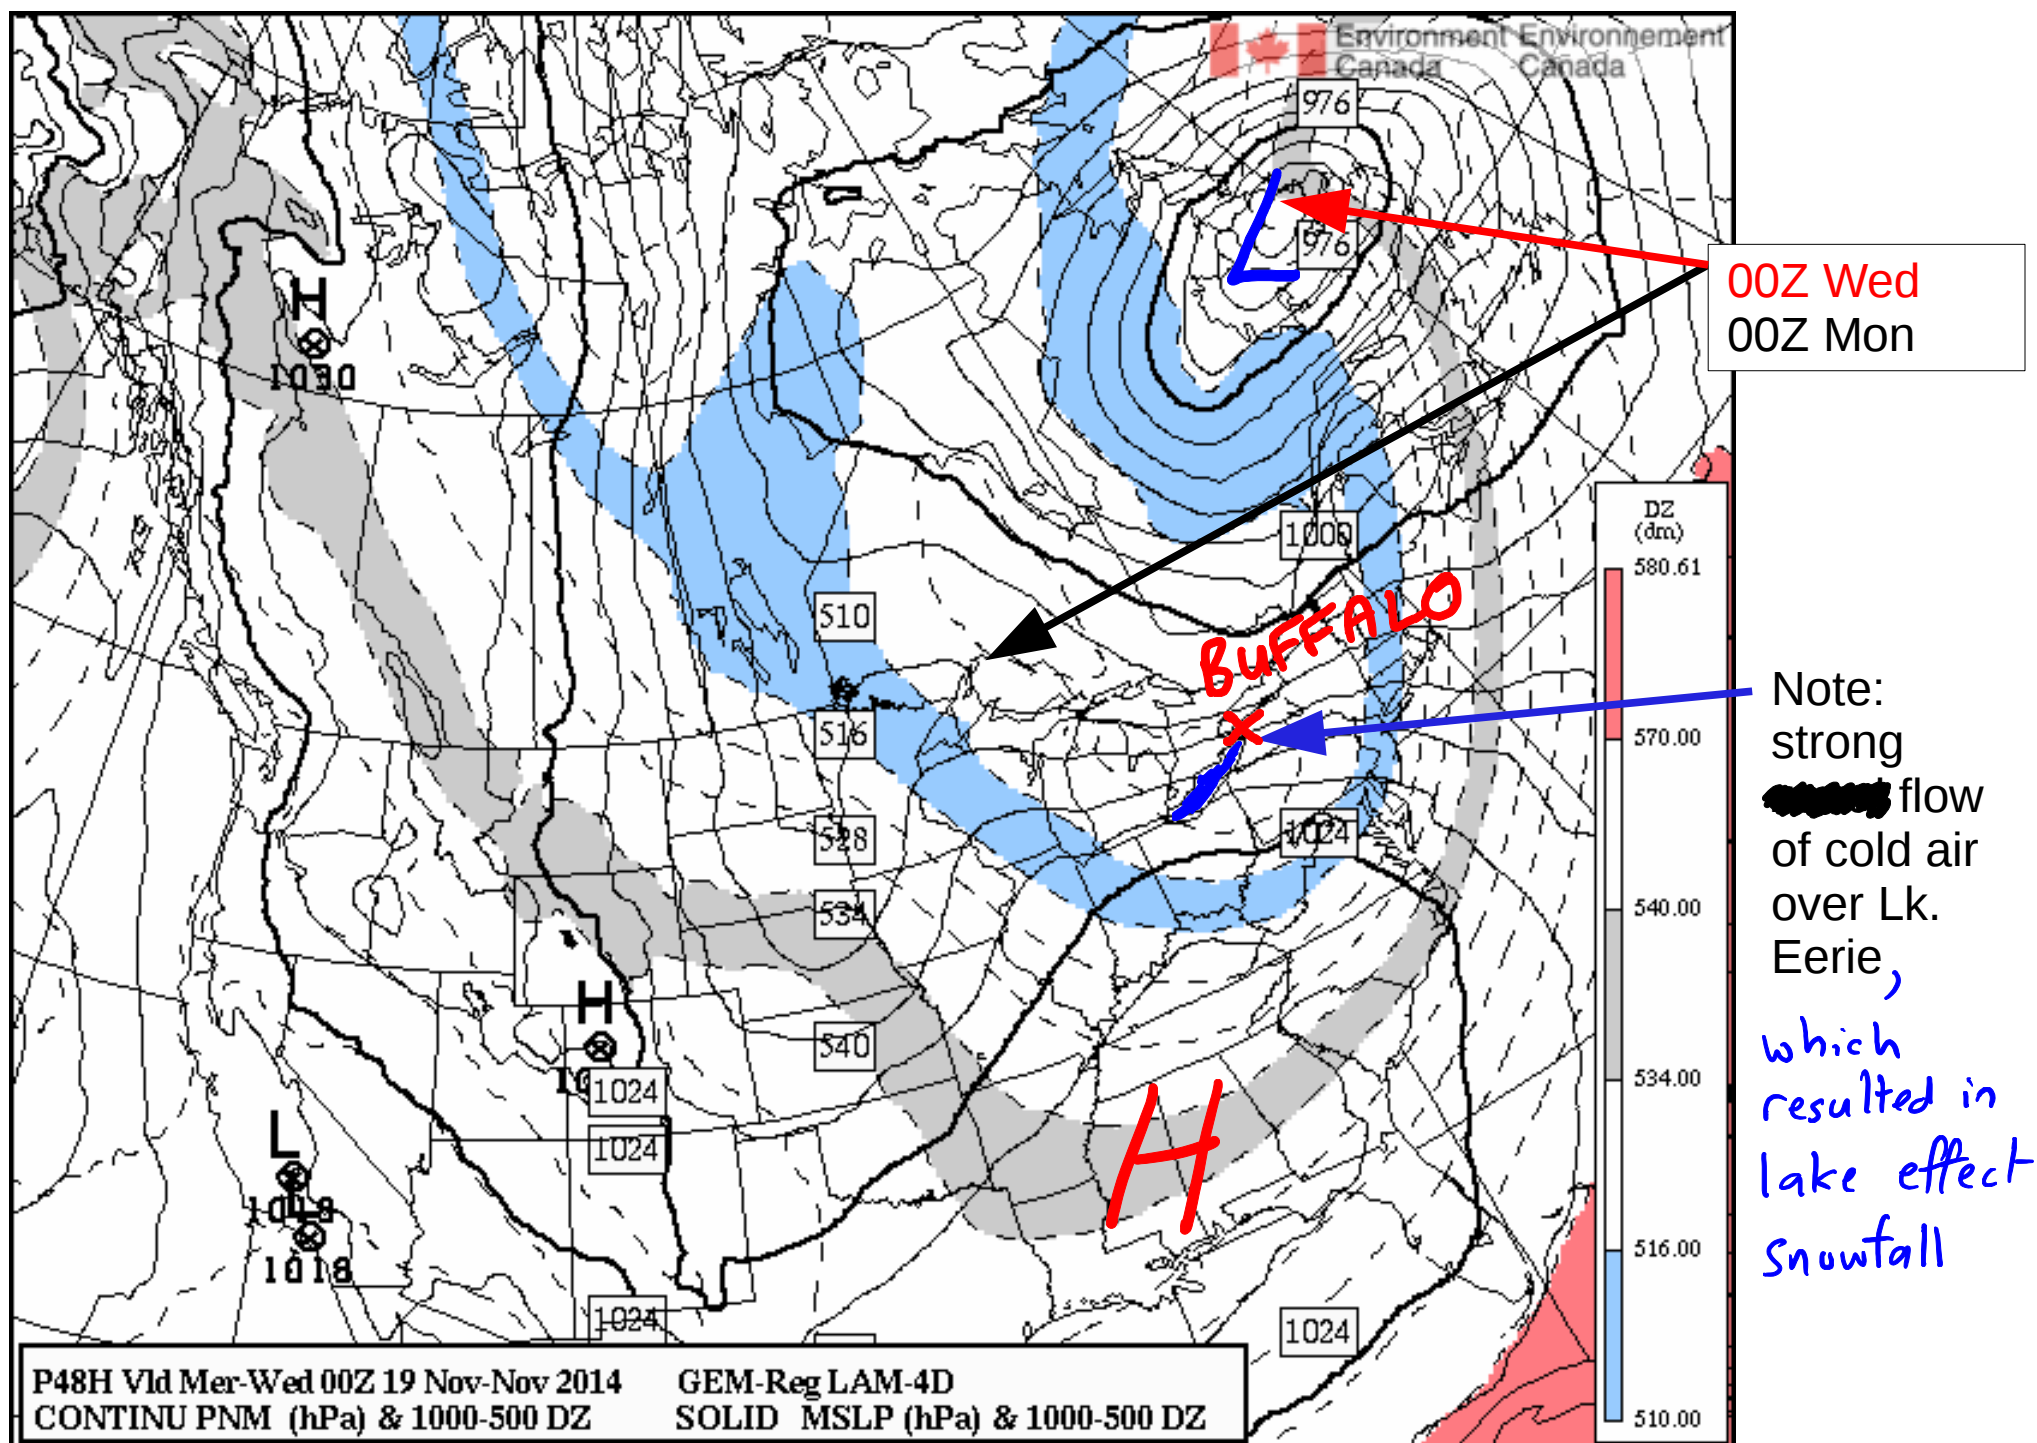 Environment Environnement
Canada Canada
976
L
976
00Z Wed
00Z Mon
H
1030
DZ
(dm)
1000
580.61
510
BUFFALO
Note:
516
570.00
strong
flow
528
1024
of cold air
534
540.00
over Lk.
Eerie,
H
540
which
1024
534.00
resulted in
L
1024
H
lake effect
1018
516.00
snowfall
1018
1024
1024
P48H Vld Mer-Wed 00Z 19 Nov-Nov 2014 GEM-Reg LAM-4D
CONTINU PNM (hPa) & 1000-500 DZ SOLID MSLP (hPa) & 1000-500 DZ
510.00